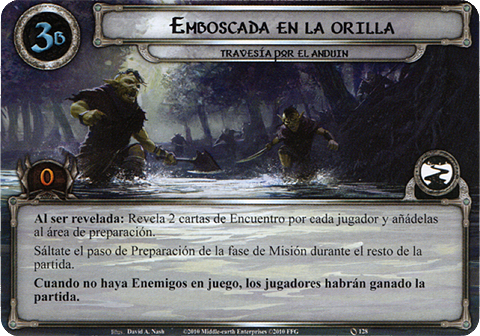 3B
EMBOSCADA EN LA ORILLA
TRAVESÍA POR EL ANDUIN
0
Al ser revelada: Revela 2 cartas de Encuentro por cada jugador y añádelas
al área de preparación.
Sáltate el paso de Preparación de la fase de Misión durante el resto de la
partida.
Cuando no haya Enemigos en juego, los jugadores habrán ganado la
partida.
Ilus. David A. Nash ©2010 Middle-earth Enterprises ©2010 FFG 128